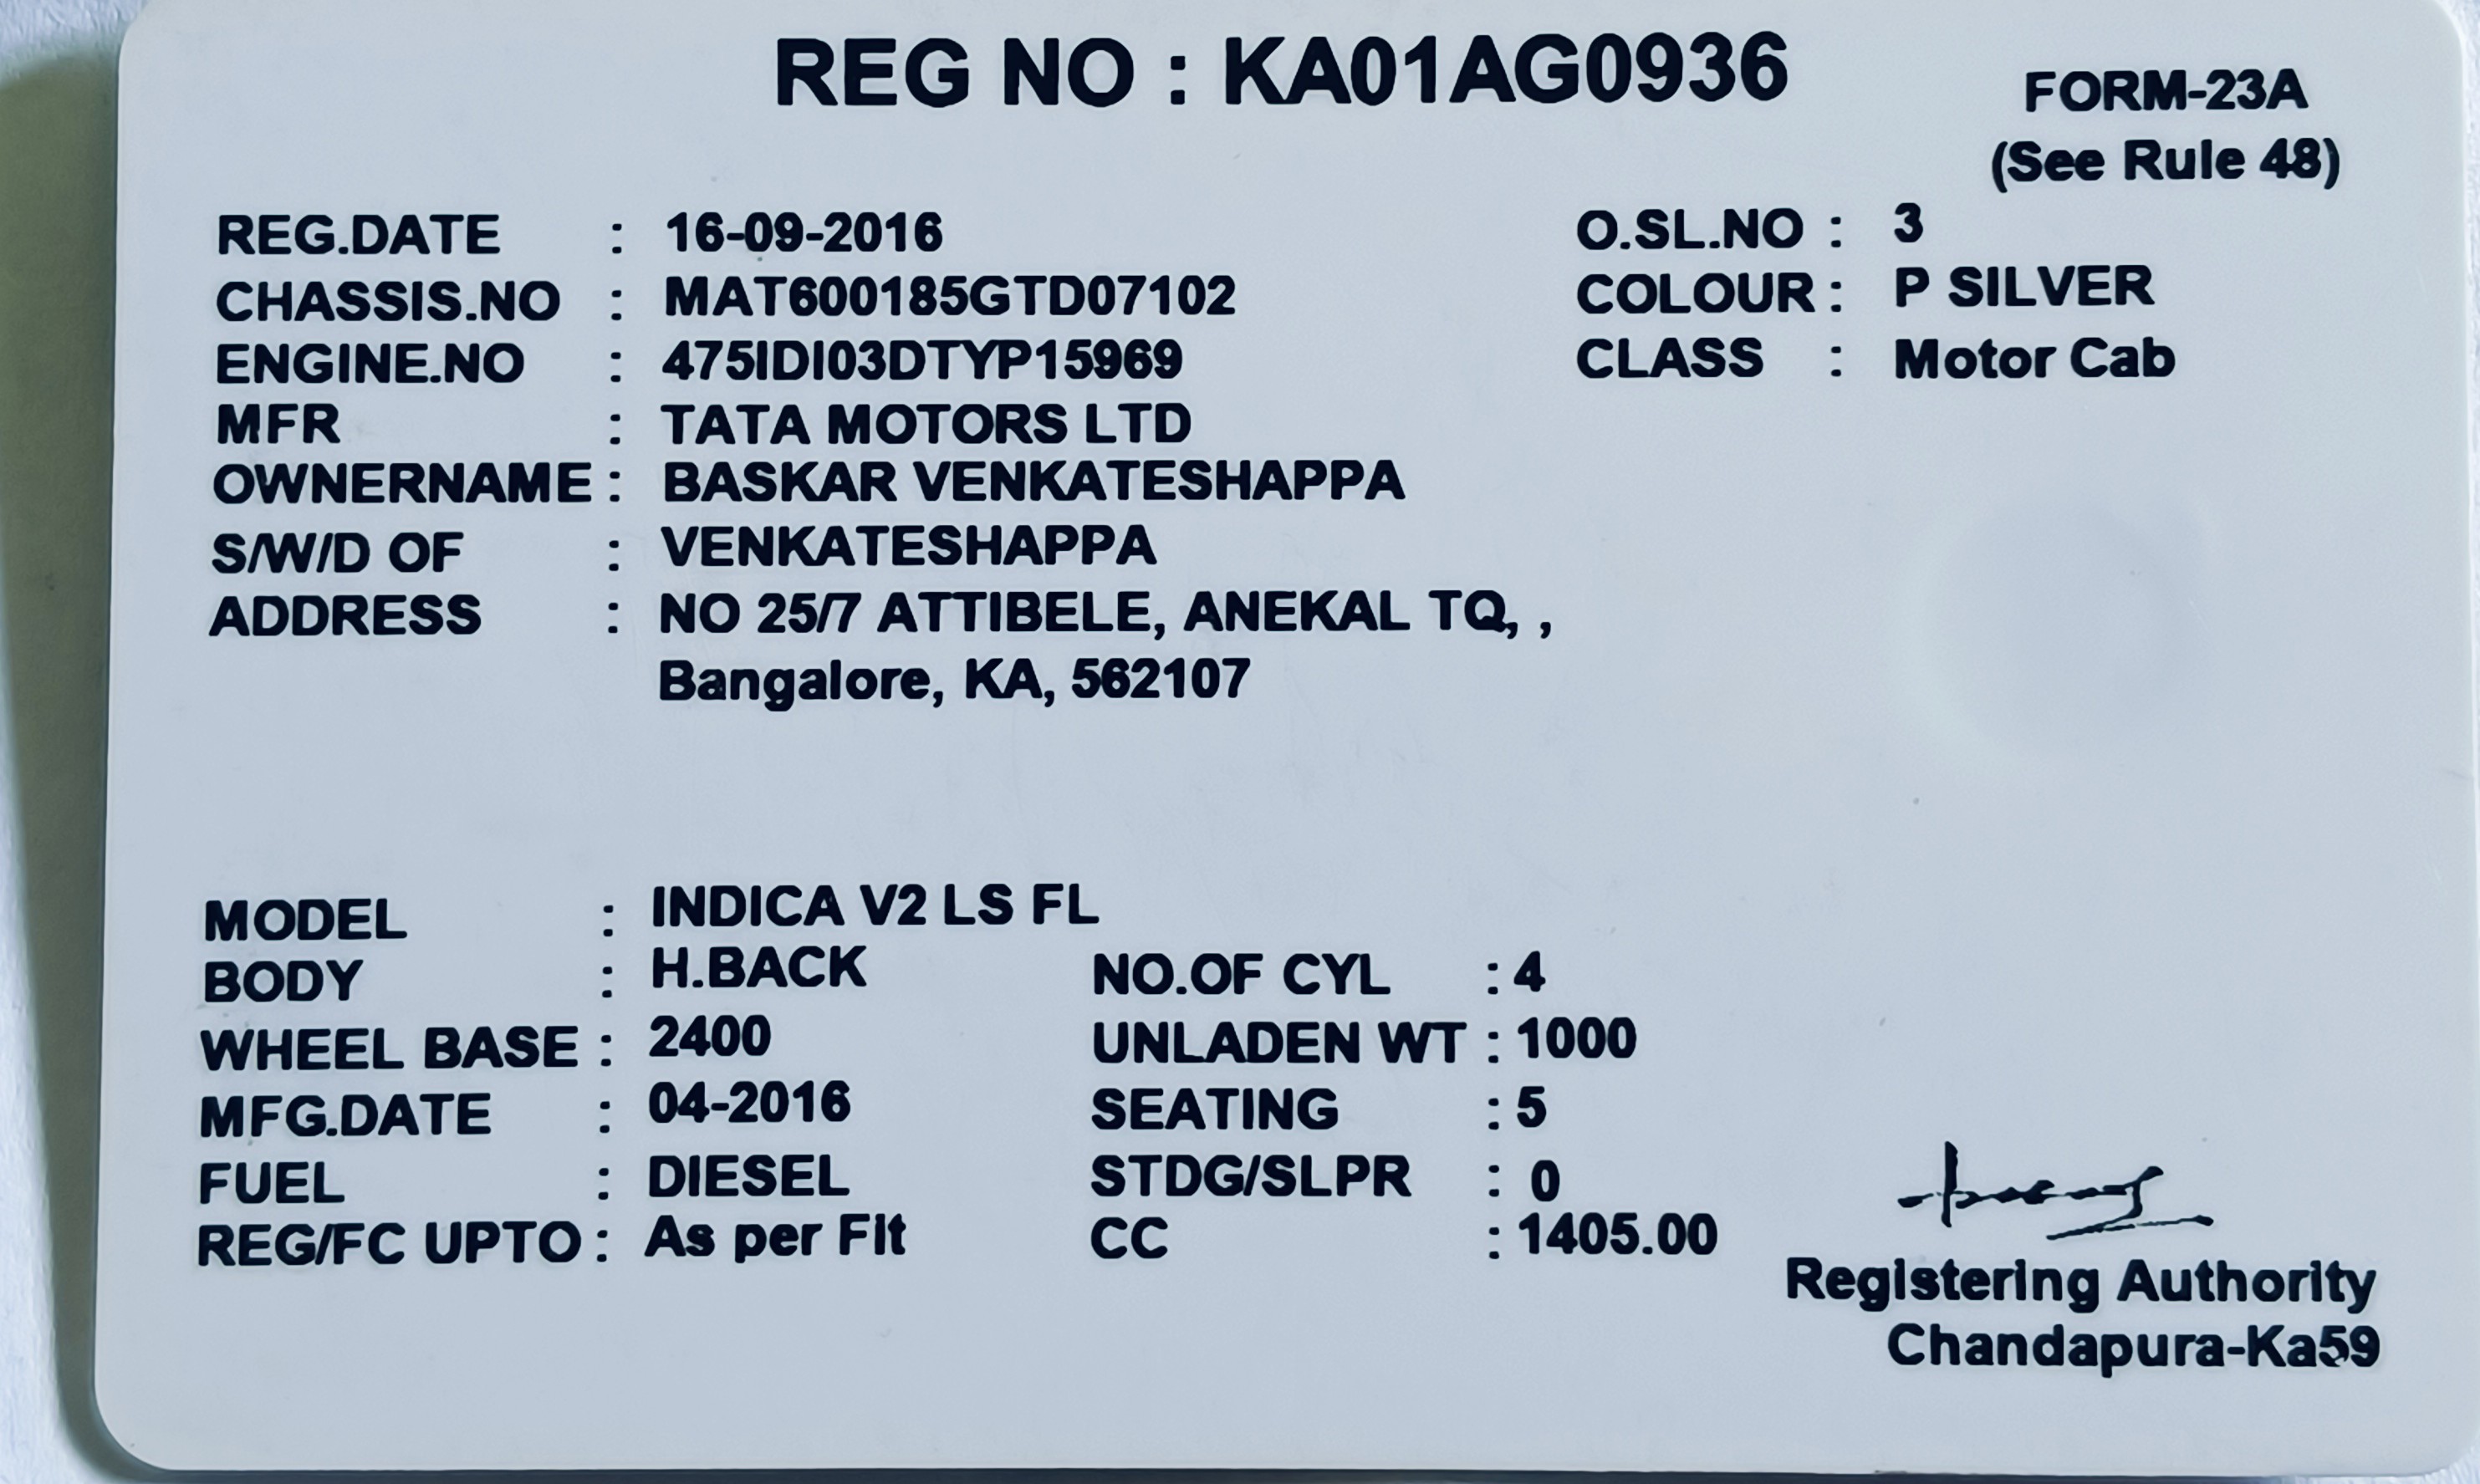 REG NO : KA01AG0936
FORM-23A
(See Rule 48)
REG.DATE : 16-09-2016 O.SL.NO : 3
CHASSIS.NO : MAT600185GTD07102 COLOUR : P SILVER
ENGINE.NO : 475IDI03DTYP15969 CLASS : Motor Cab
MFR : TATA MOTORS LTD
OWNERNAME : BASKAR VENKATESHAPPA
S/W/D OF : VENKATESHAPPA
ADDRESS : NO 25/7 ATTIBELE, ANEKAL TQ, ,
Bangalore, KA, 562107
MODEL : INDICA V2 LS FL
BODY : H.BACK NO.OF CYL : 4
WHEEL BASE : 2400 UNLADEN WT : 1000
MFG.DATE : 04-2016 SEATING : 5
FUEL : DIESEL STDG/SLPR : 0
REG/FC UPTO : As per Fit CC : 1405.00
Registering Authority
Chandapura-Ka59